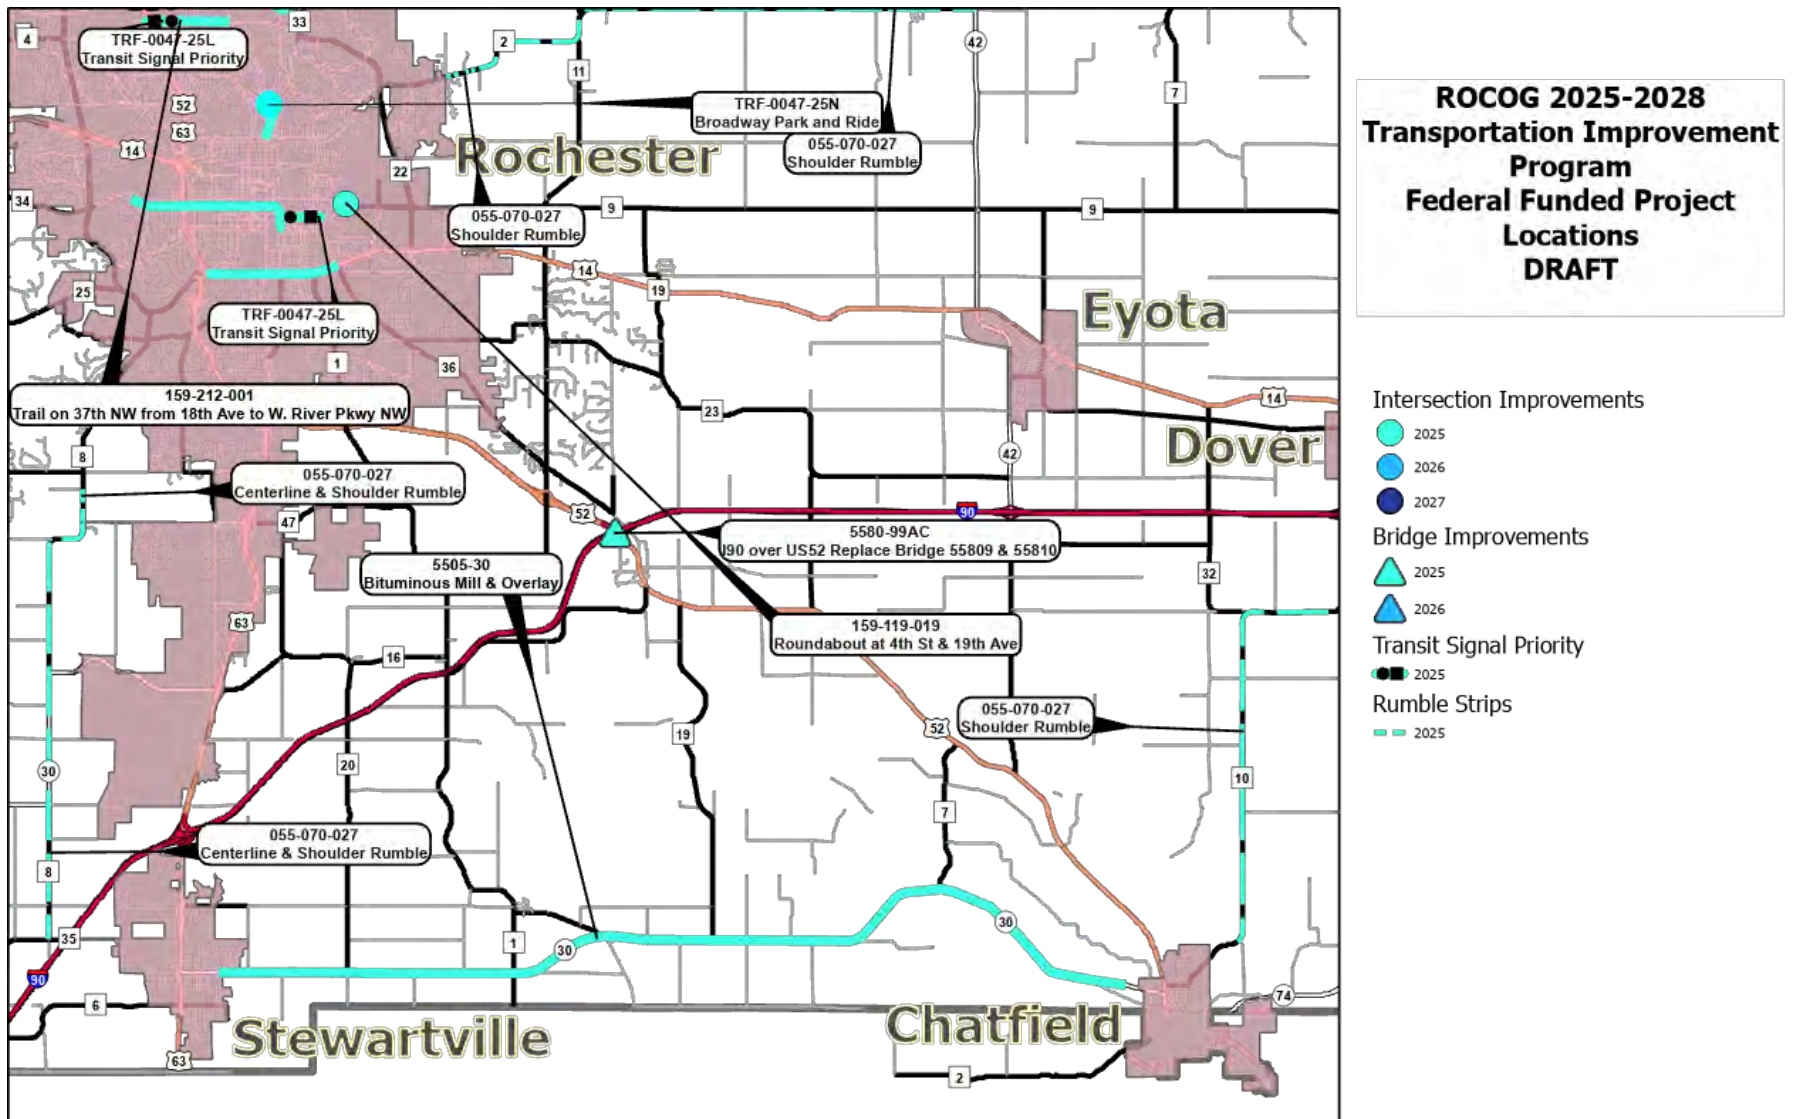 4
TRF-0047-25L
Transit Signal Priority
33
2
11
42
7
52
63
14
22
34
TRF-0047-25N
Broadway Park and Ride
055-070-027
Shoulder Rumble
Rochester
055-070-027
Shoulder Rumble
9
9
14
19
25
TRF-0047-25L
Transit Signal Priority
Eyota
1
36
159-212-001
Trail on 37th NW from 18th Ave to W. River Pkwy NW
23
14
Dover
8
42
055-070-027
Centerline & Shoulder Rumble
47
52
90
5580-99AC
I90 over US52 Replace Bridge 55809 & 55810
5505-30
Bituminous Mill & Overlay
32
63
159-119-019
Roundabout at 4th St & 19th Ave
16
055-070-027
Shoulder Rumble
52
19
20
30
10
7
055-070-027
Centerline & Shoulder Rumble
8
35
30
30
1
90
6
74
Stewartville
Chatfield
63
2
ROCOG 2025-2028
Transportation Improvement
Program
Federal Funded Project
Locations
DRAFT
Intersection Improvements
2025
2026
2027
Bridge Improvements
2025
2026
Transit Signal Priority
2025
Rumble Strips
2025